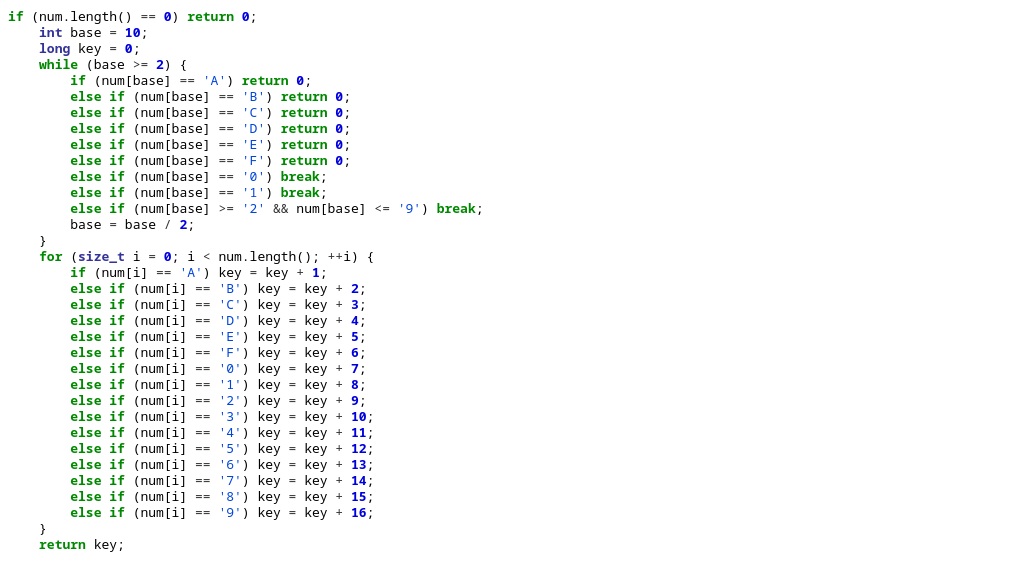 if (num.length() == 0) return 0;
    int base = 10;
    long key = 0;
    while (base >= 2) {
        if (num[base] == 'A') return 0;
        else if (num[base] == 'B') return 0;
        else if (num[base] == 'C') return 0;
        else if (num[base] == 'D') return 0;
        else if (num[base] == 'E') return 0;
        else if (num[base] == 'F') return 0;
        else if (num[base] == '0') break;
        else if (num[base] == '1') break;
        else if (num[base] >= '2' && num[base] <= '9') break;
        base = base / 2;
    }
    for (size_t i = 0; i < num.length(); ++i) {
        if (num[i] == 'A') key = key + 1;
        else if (num[i] == 'B') key = key + 2;
        else if (num[i] == 'C') key = key + 3;
        else if (num[i] == 'D') key = key + 4;
        else if (num[i] == 'E') key = key + 5;
        else if (num[i] == 'F') key = key + 6;
        else if (num[i] == '0') key = key + 7;
        else if (num[i] == '1') key = key + 8;
        else if (num[i] == '2') key = key + 9;
        else if (num[i] == '3') key = key + 10;
        else if (num[i] == '4') key = key + 11;
        else if (num[i] == '5') key = key + 12;
        else if (num[i] == '6') key = key + 13;
        else if (num[i] == '7') key = key + 14;
        else if (num[i] == '8') key = key + 15;
        else if (num[i] == '9') key = key + 16;
    }
    return key;